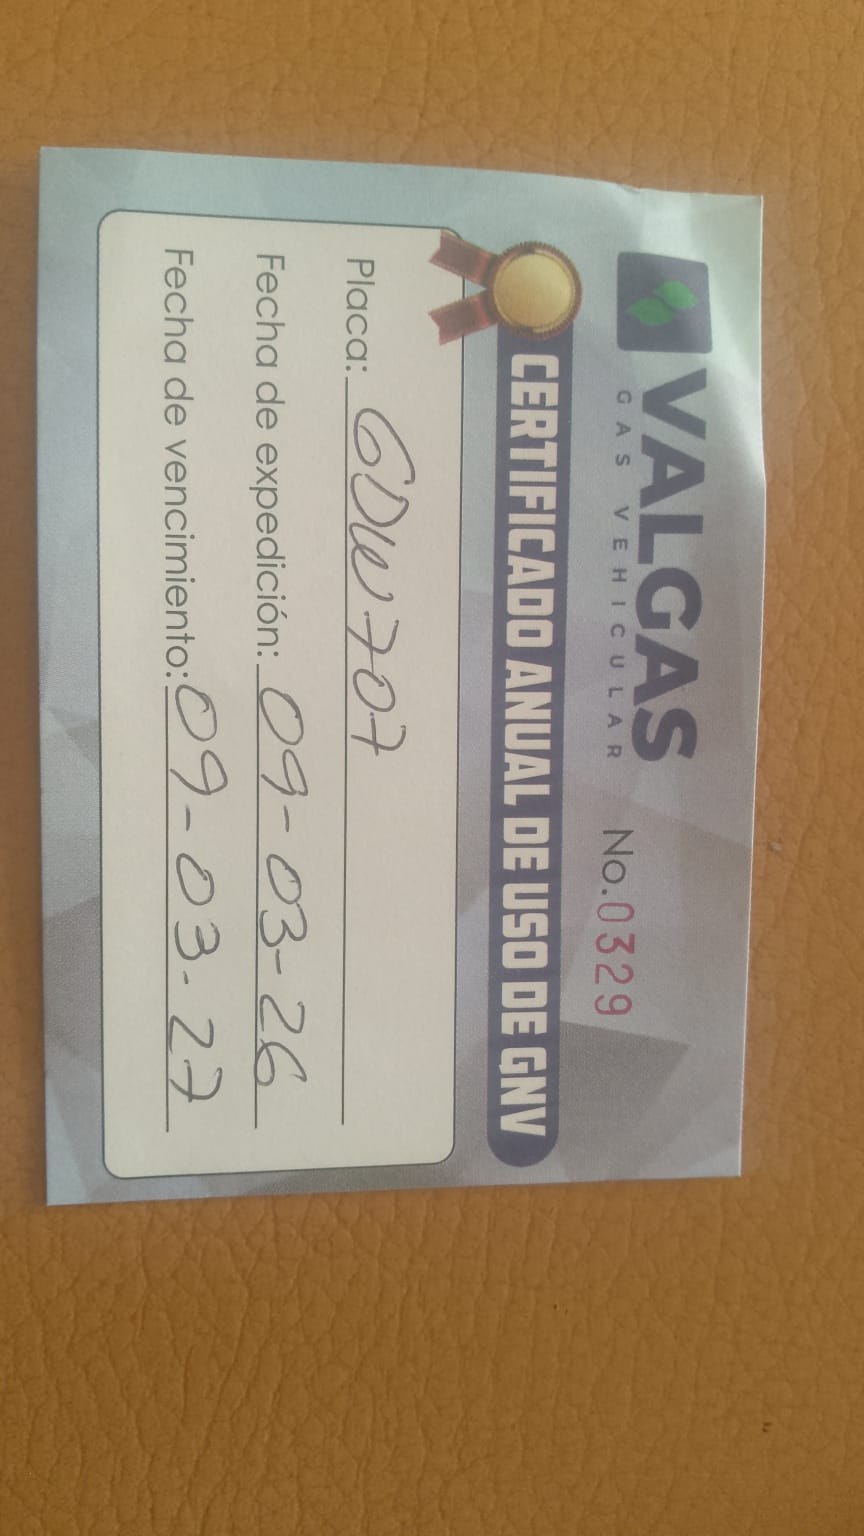 VALGAS
GAS VEHICULAR
No.0329
CERTIFICADO ANUAL DE USO DE GNV
Placa: GDW707
Fecha de expedición: 09-03-26
Fecha de vencimiento: 09-03-27